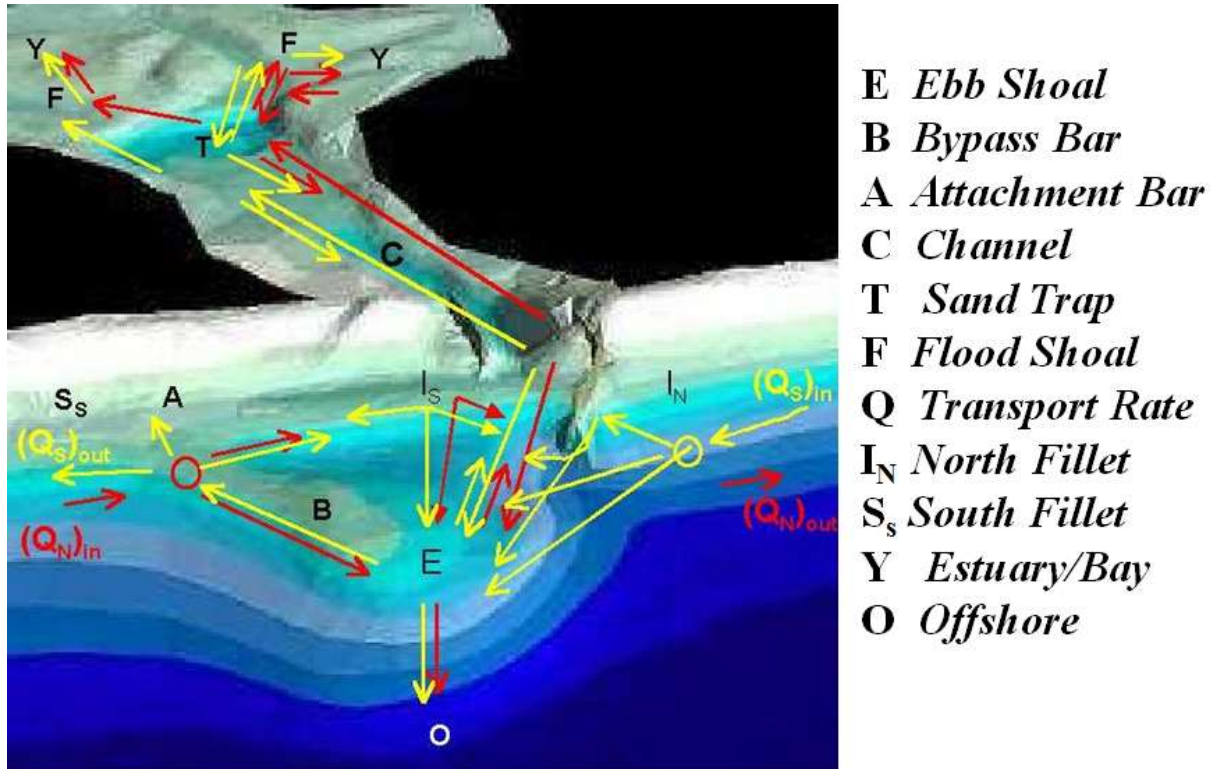 Y
F
Y
F
T
C
I_S
I_N
(Q_S)_in
S_S
A
(Q_S)_out
B
(Q_N)_in
(Q_N)_out
E
O
E Ebb Shoal
B Bypass Bar
A Attachment Bar
C Channel
T Sand Trap
F Flood Shoal
Q Transport Rate
I_N North Fillet
S_s South Fillet
Y Estuary/Bay
O Offshore